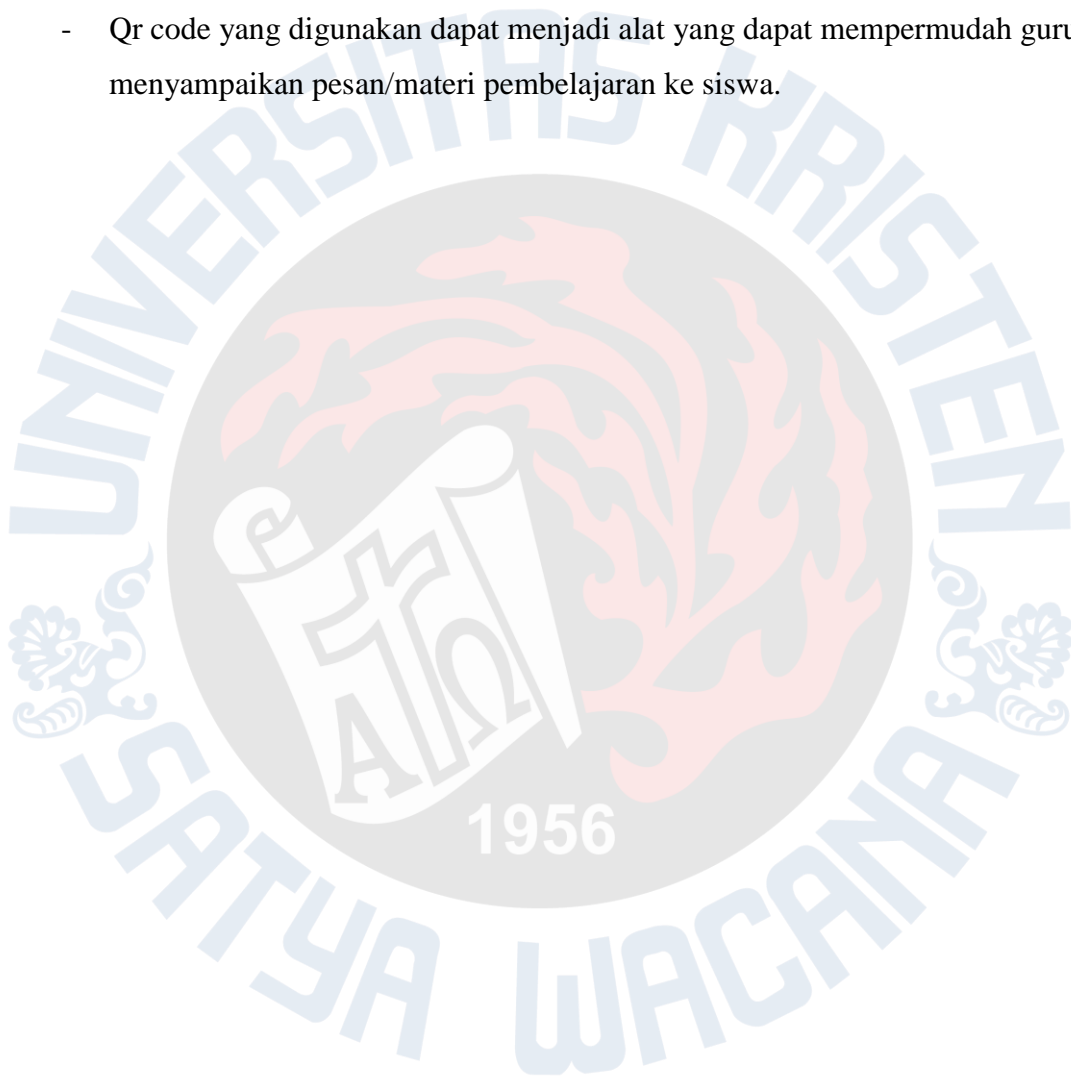 - Qr code yang digunakan dapat menjadi alat yang dapat mempermudah guru
menyampaikan pesan/materi pembelajaran ke siswa.
UNIVERSITAS KRISTEN
A Ω
1956
SATYA WACANA